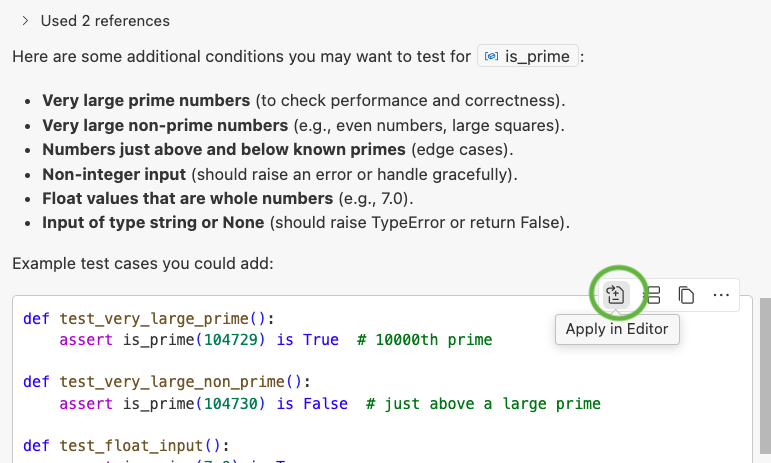 Used 2 references
Here are some additional conditions you may want to test for is_prime :
• Very large prime numbers (to check performance and correctness).
• Very large non-prime numbers (e.g., even numbers, large squares).
• Numbers just above and below known primes (edge cases).
• Non-integer input (should raise an error or handle gracefully).
• Float values that are whole numbers (e.g., 7.0).
• Input of type string or None (should raise TypeError or return False).
Example test cases you could add:
Apply in Editor
def test_very_large_prime():
    assert is_prime(104729) is True  # 10000th prime
def test_very_large_non_prime():
    assert is_prime(104730) is False  # just above a large prime
def test_float_input():